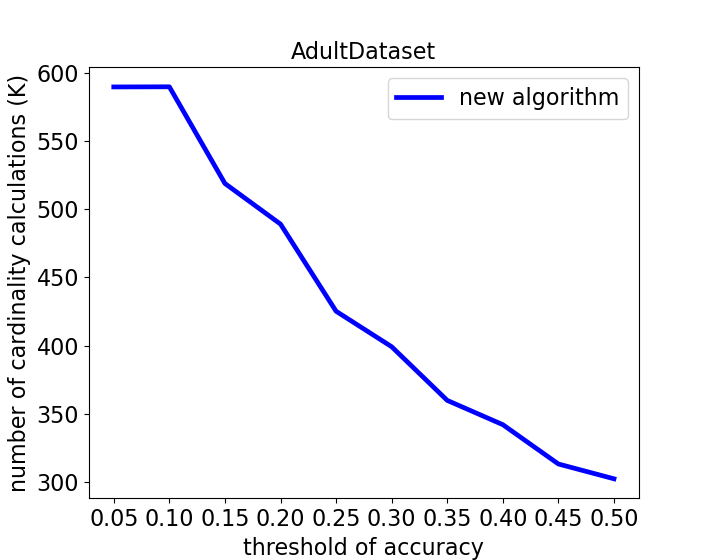 AdultDataset
new algorithm
number of cardinality calculations (K)
600
550
500
450
400
350
300
0.05 0.10 0.15 0.20 0.25 0.30 0.35 0.40 0.45 0.50
threshold of accuracy